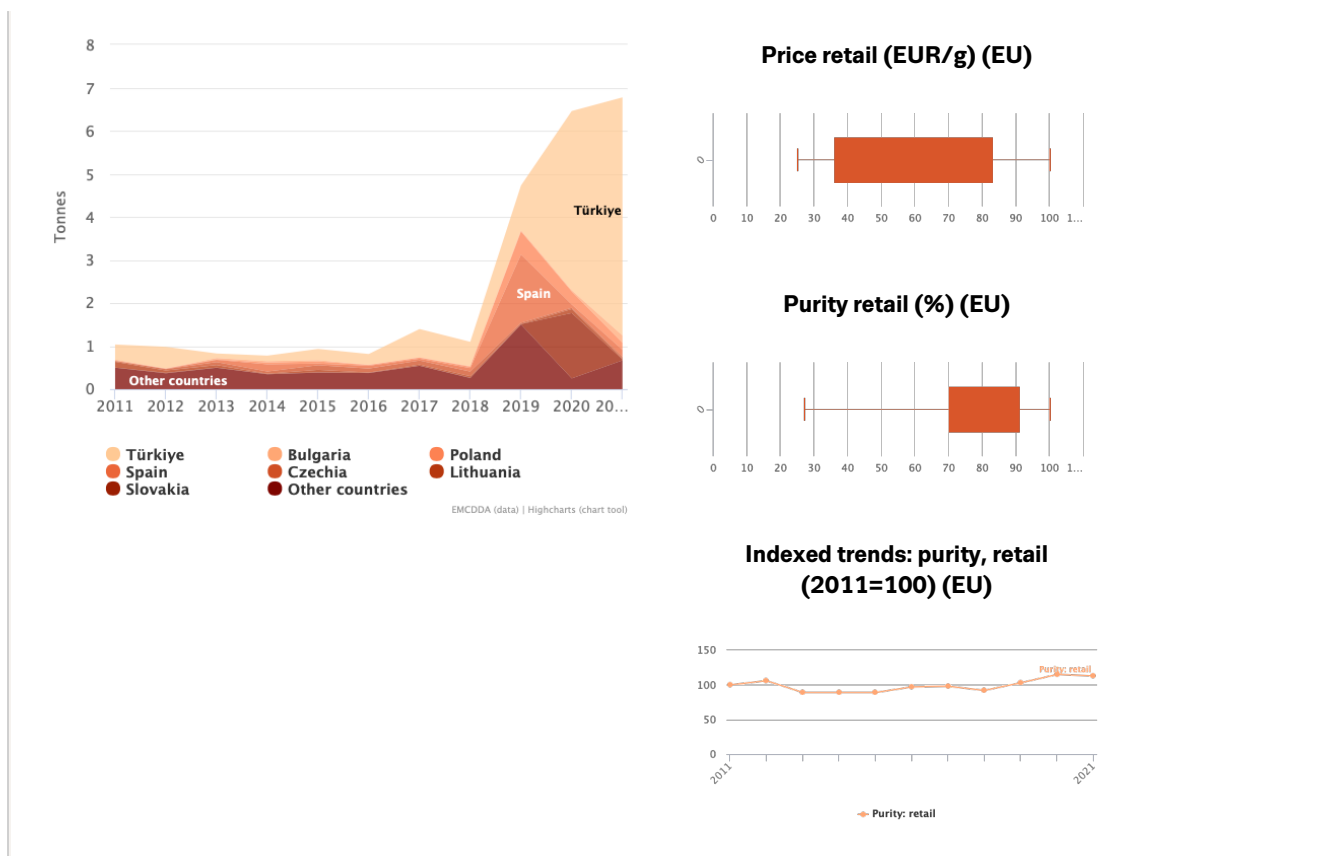 8
7
6
5
4
3
2
1
0
Tonnes
Türkiye
Spain
Other countries
2011 2012 2013 2014 2015 2016 2017 2018 2019 2020 20...
Türkiye Bulgaria Poland
Spain Czechia Lithuania
Slovakia Other countries
EMCDDA (data) | Highcharts (chart tool)
Price retail (EUR/g) (EU)
0
0 10 20 30 40 50 60 70 80 90 100 1...
Purity retail (%) (EU)
0
0 10 20 30 40 50 60 70 80 90 100 1...
Indexed trends: purity, retail
(2011=100) (EU)
150
100
50
0
Purity: retail
2011 2021
Purity: retail